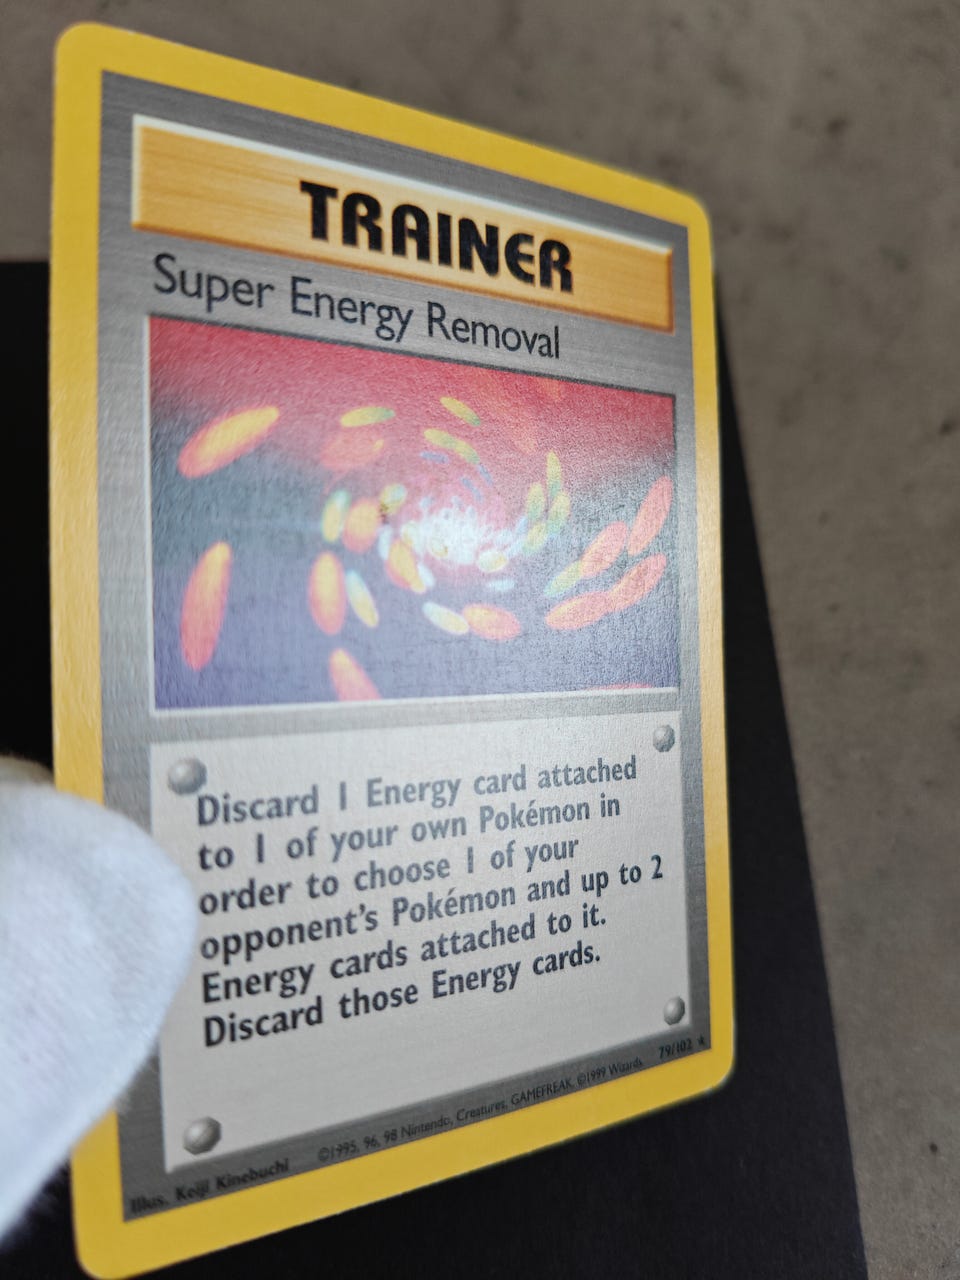 TRAINER
Super Energy Removal
Discard 1 Energy card attached
to 1 of your own Pokémon in
order to choose 1 of your
opponent's Pokémon and up to 2
Energy cards attached to it.
Discard those Energy cards.
Illus. Keiji Kinebuchi ©1995, 96, 98 Nintendo, Creatures, GAMEFREAK. ©1999 Wizards 79/102 ★